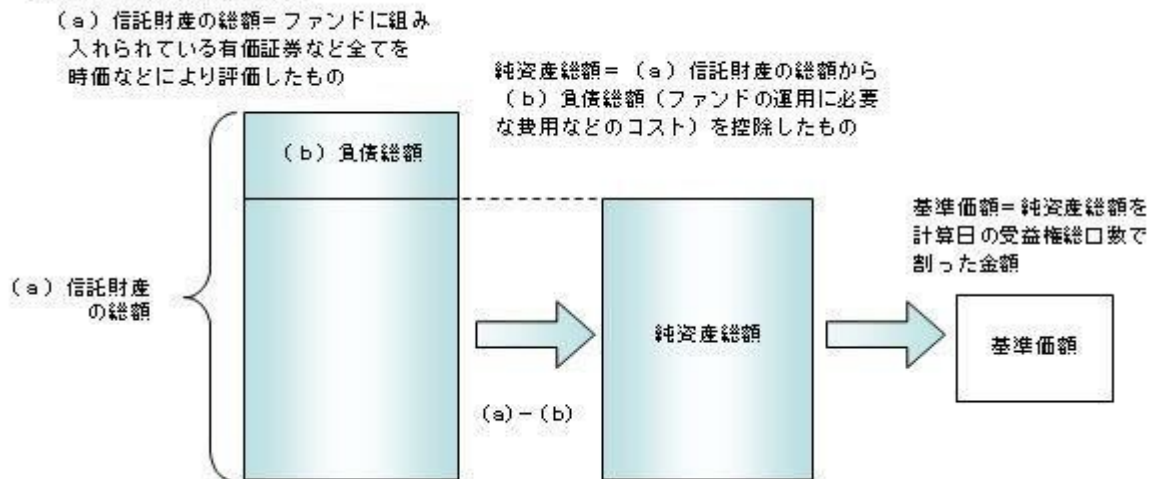 （a）信託財産の総額＝ファンドに組み
入れられている有価証券など全てを
時価などにより評価したもの
純資産総額＝（a）信託財産の総額から
（b）負債総額（ファンドの運用に必要
な費用などのコスト）を控除したもの
（b）負債総額
基準価額＝純資産総額を
計算日の受益権総口数で
割った金額
（a）信託財産
の総額
純資産総額
基準価額
(a)－(b)